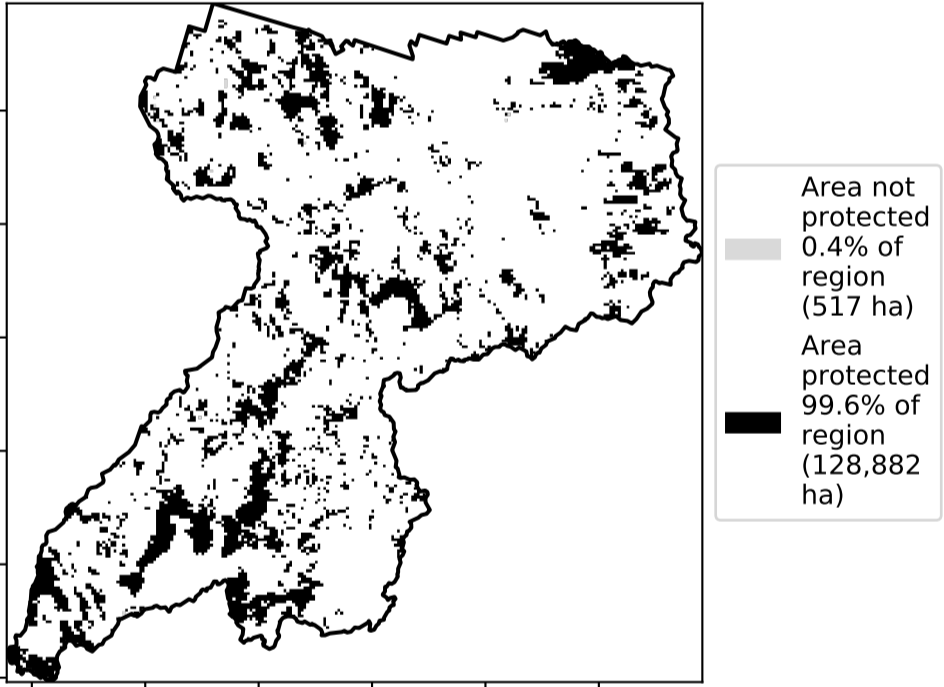 Area not
protected
0.4% of
region
(517 ha)
Area
protected
99.6% of
region
(128,882
ha)